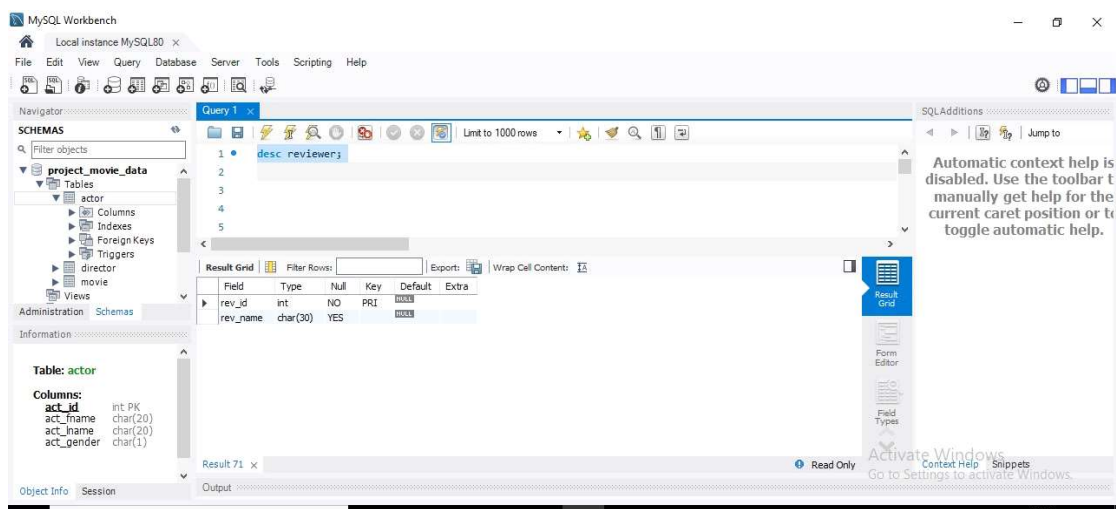 MySQL Workbench
Local instance MySQL80 ×
File Edit View Query Database Server Tools Scripting Help
Navigator
SCHEMAS
Filter objects
project_movie_data
Tables
actor
Columns
Indexes
Foreign Keys
Triggers
director
movie
Views
Administration Schemas
Information
Table: actor
Columns:
act_id int PK
act_fname char(20)
act_lname char(20)
act_gender char(1)
Object Info Session
Query 1 ×
Limit to 1000 rows
1 desc reviewer;
2
3
4
5
Result Grid Filter Rows: Export: Wrap Cell Content:
Field Type Null Key Default Extra
rev_id int NO PRI NULL
rev_name char(30) YES NULL
Result Grid
Form Editor
Field Types
Result 71 × Read Only
Output
SQLAdditions
Jump to
Automatic context help is
disabled. Use the toolbar t
manually get help for the
current caret position or to
toggle automatic help.
Activate Windows
Go to Settings to activate Windows.
Context Help Snippets